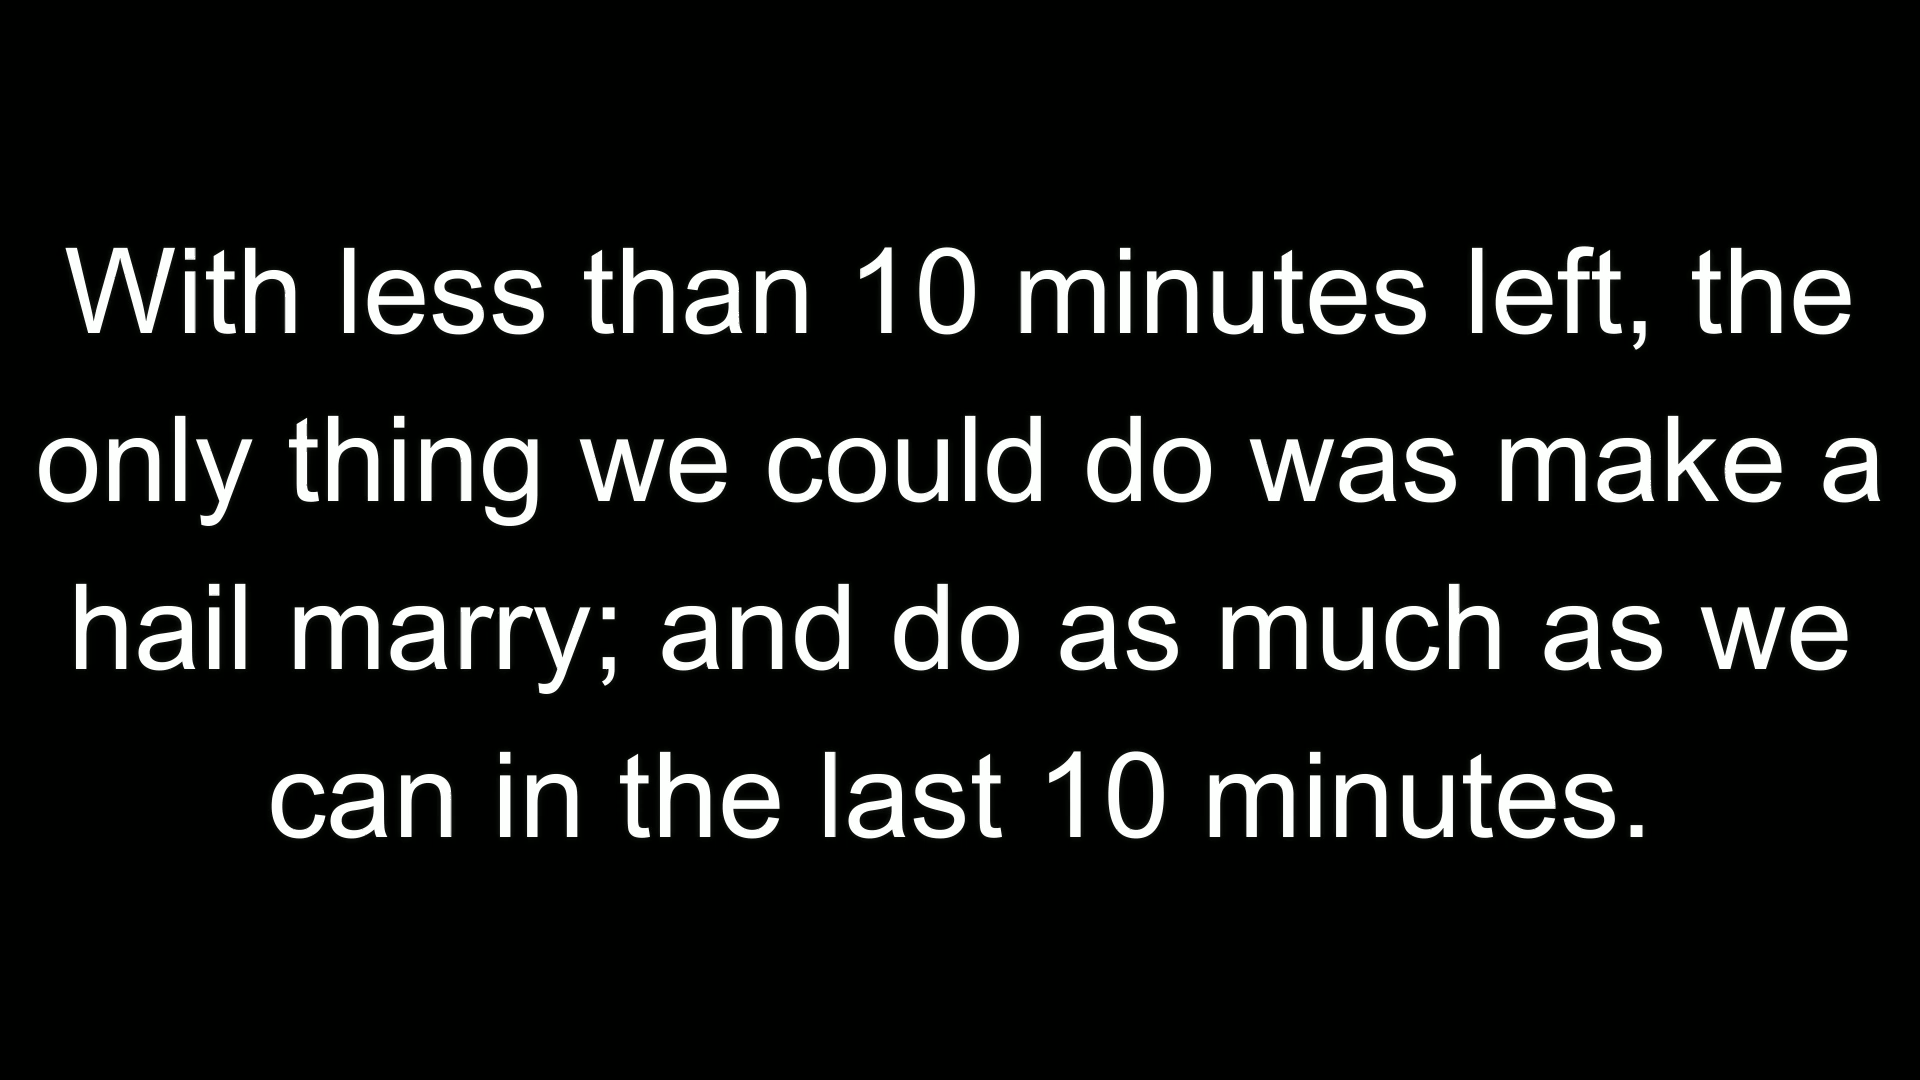 With less than 10 minutes left, the
only thing we could do was make a
hail marry; and do as much as we
can in the last 10 minutes.